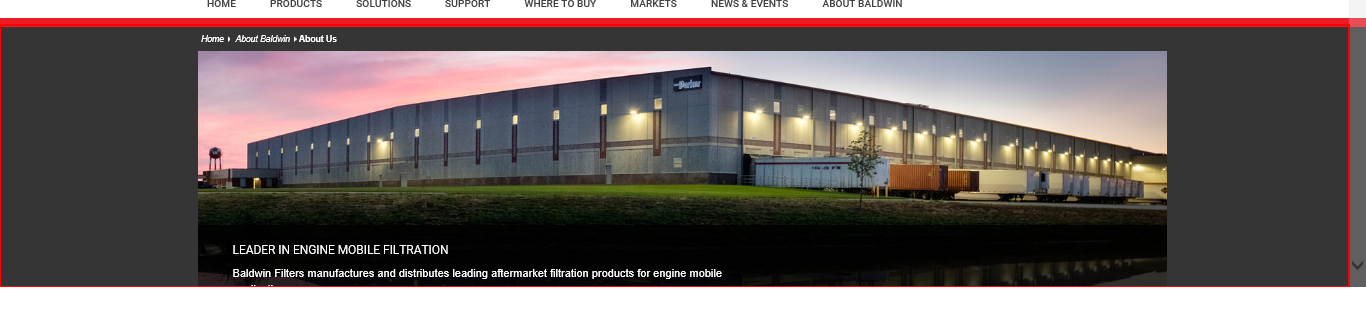 HOME PRODUCTS SOLUTIONS SUPPORT WHERE TO BUY MARKETS NEWS & EVENTS ABOUT BALDWIN
Home About Baldwin About Us
Parker
LEADER IN ENGINE MOBILE FILTRATION
Baldwin Filters manufactures and distributes leading aftermarket filtration products for engine mobile